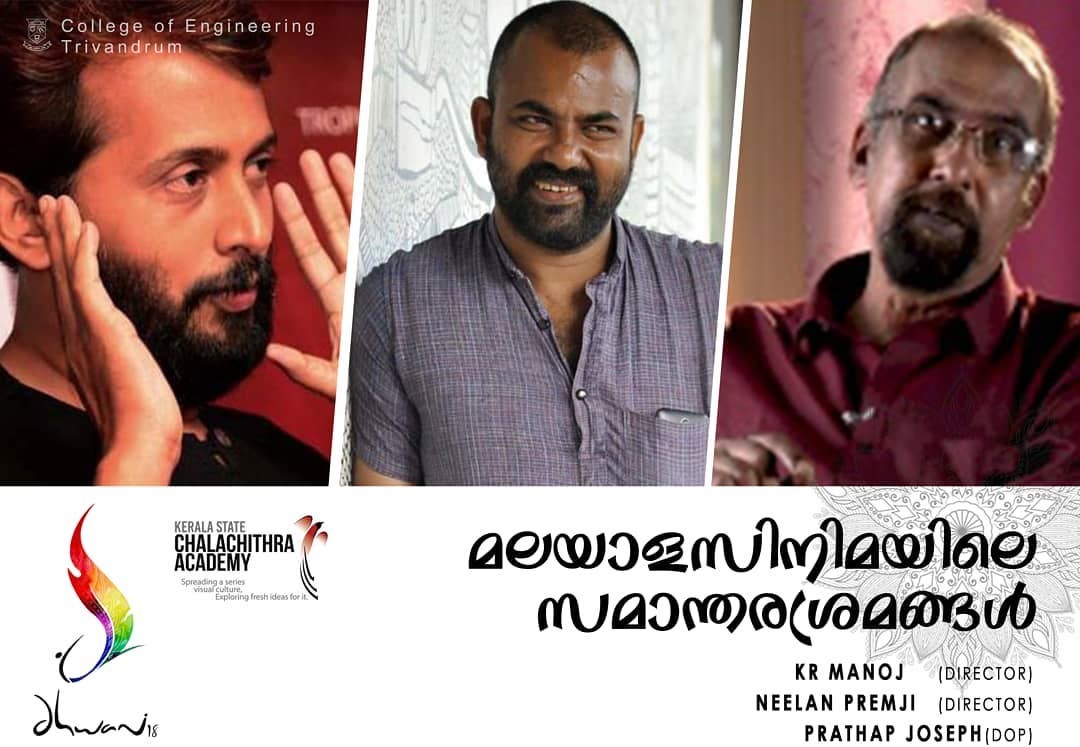 College of Engineering
Trivandrum
TROPI
KERALA STATE
CHALACHITHRA
ACADEMY
Spreading a series
visual culture,
Exploring fresh ideas for it.
മലയാളസിനിമയിലെ
സമാന്തരശ്രമങ്ങൾ
KR MANOJ (DIRECTOR)
NEELAN PREMJI (DIRECTOR)
PRATHAP JOSEPH(DOP)
dhwani18